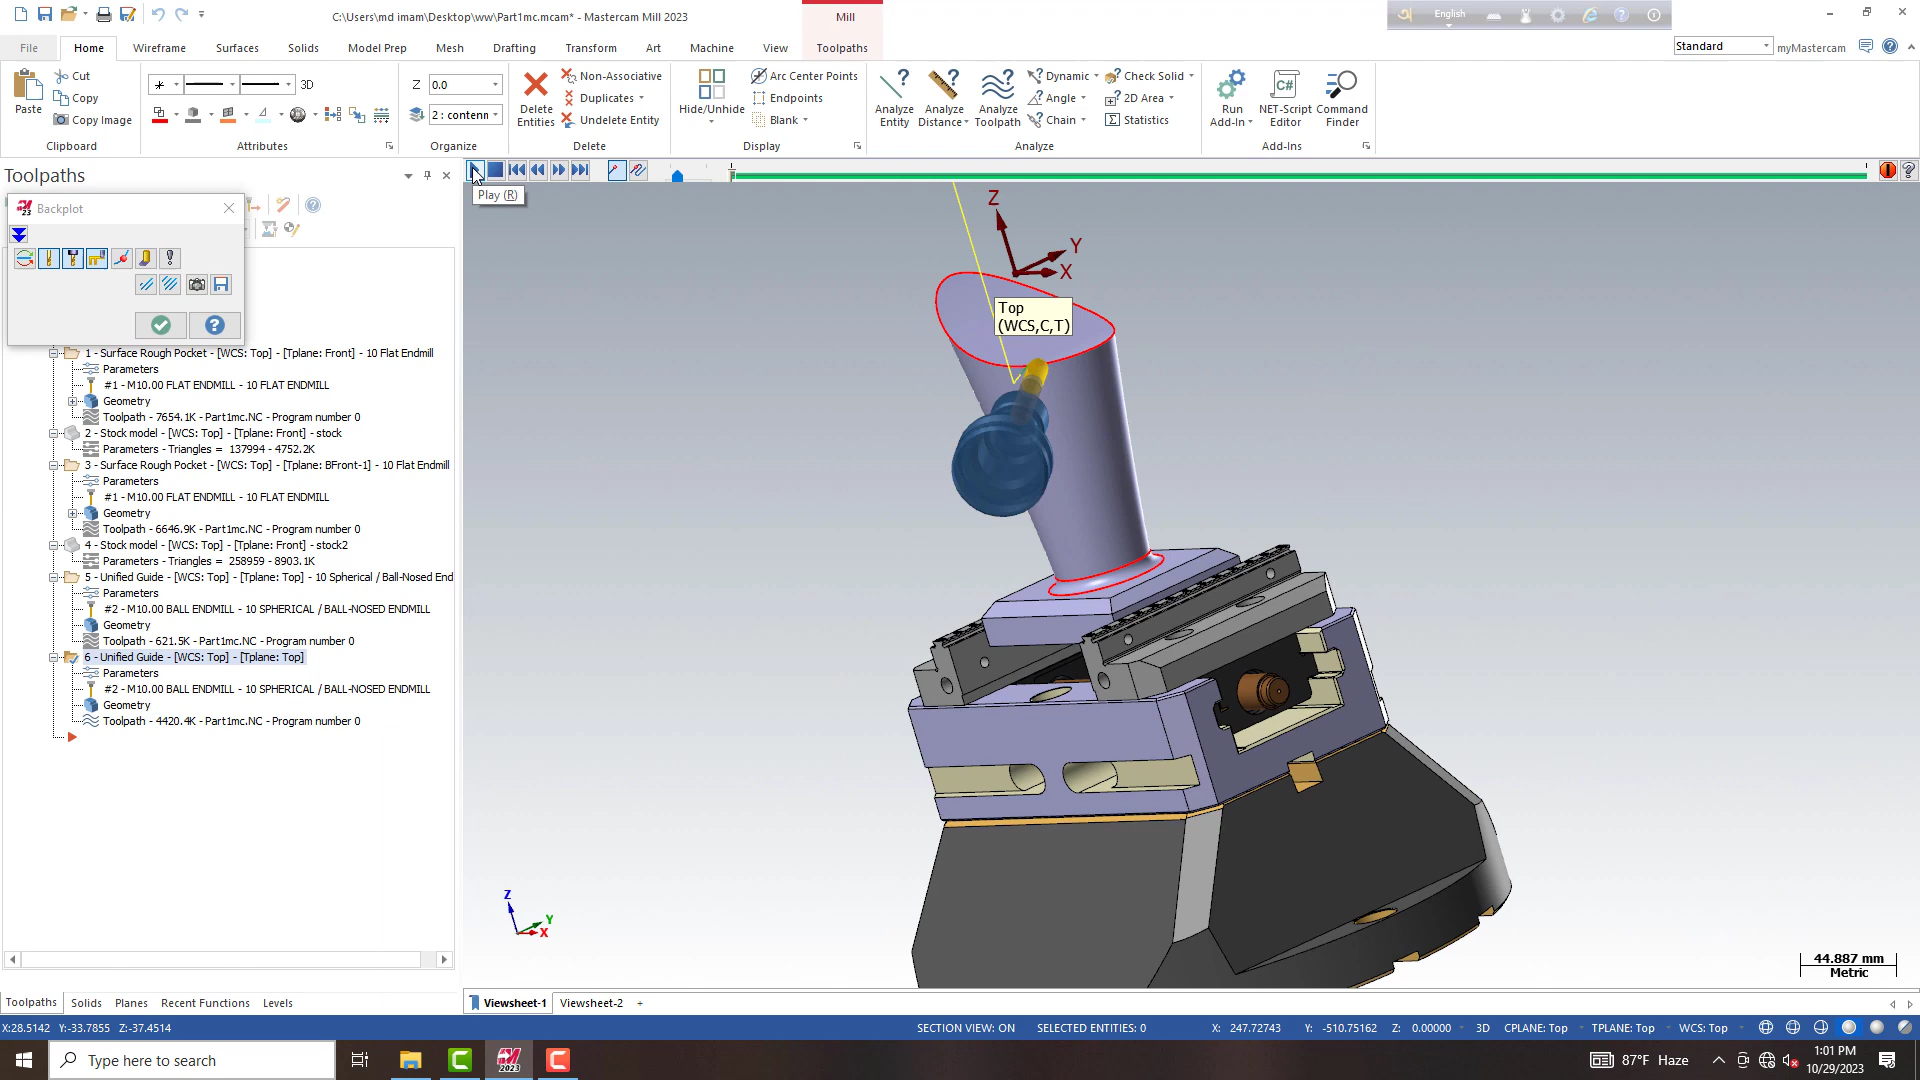 C:\Users\md imam\Desktop\ww\Part1mc.mcam* - Mastercam Mill 2023
Mill
English
File
Home
Wireframe
Surfaces
Solids
Model Prep
Mesh
Drafting
Transform
Art
Machine
View
Toolpaths
Standard
myMastercam
Paste
Cut
Copy
Copy Image
Clipboard
3D
Attributes
Z
0.0
2 : contenn
Organize
Delete
Entities
Non-Associative
Duplicates
Undelete Entity
Delete
Hide/Unhide
Arc Center Points
Endpoints
Blank
Display
Analyze
Entity
Analyze
Distance
Analyze
Toolpath
Dynamic
Angle
Chain
Check Solid
2D Area
Statistics
Analyze
Run
Add-In
NET-Script
Editor
Command
Finder
Add-Ins
Toolpaths
Play (R)
Backplot
1 - Surface Rough Pocket - [WCS: Top] - [Tplane: Front] - 10 Flat Endmill
Parameters
#1 - M10.00 FLAT ENDMILL - 10 FLAT ENDMILL
Geometry
Toolpath - 7654.1K - Part1mc.NC - Program number 0
2 - Stock model - [WCS: Top] - [Tplane: Front] - stock
Parameters - Triangles = 137994 - 4752.2K
3 - Surface Rough Pocket - [WCS: Top] - [Tplane: BFront-1] - 10 Flat Endmill
Parameters
#1 - M10.00 FLAT ENDMILL - 10 FLAT ENDMILL
Geometry
Toolpath - 6646.9K - Part1mc.NC - Program number 0
4 - Stock model - [WCS: Top] - [Tplane: Front] - stock2
Parameters - Triangles = 258959 - 8903.1K
5 - Unified Guide - [WCS: Top] - [Tplane: Top] - 10 Spherical / Ball-Nosed End
Parameters
#2 - M10.00 BALL ENDMILL - 10 SPHERICAL / BALL-NOSED ENDMILL
Geometry
Toolpath - 621.5K - Part1mc.NC - Program number 0
6 - Unified Guide - [WCS: Top] - [Tplane: Top]
Parameters
#2 - M10.00 BALL ENDMILL - 10 SPHERICAL / BALL-NOSED ENDMILL
Geometry
Toolpath - 4420.4K - Part1mc.NC - Program number 0
Z
Y
X
Top
(WCS,C,T)
Z
Y
X
44.887 mm
Metric
Toolpaths
Solids
Planes
Recent Functions
Levels
Viewsheet-1
Viewsheet-2
+
X:28.5142 Y:-33.7855 Z:-37.4514
SECTION VIEW: ON
SELECTED ENTITIES: 0
X: 247.72743
Y: -510.75162
Z: 0.00000
3D
CPLANE: Top
TPLANE: Top
WCS: Top
Type here to search
2023
87°F Haze
1:01 PM
10/29/2023